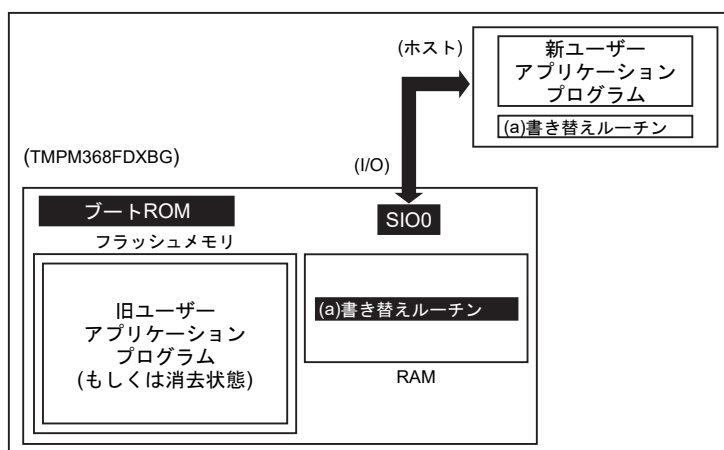 (ホスト)
新ユーザー
アプリケーション
プログラム
(a)書き替えルーチン
(TMPM368FDXBG)
(I/O)
ブートROM
SIO0
フラッシュメモリ
旧ユーザー
アプリケーション
プログラム
(もしくは消去状態)
(a)書き替えルーチン
RAM